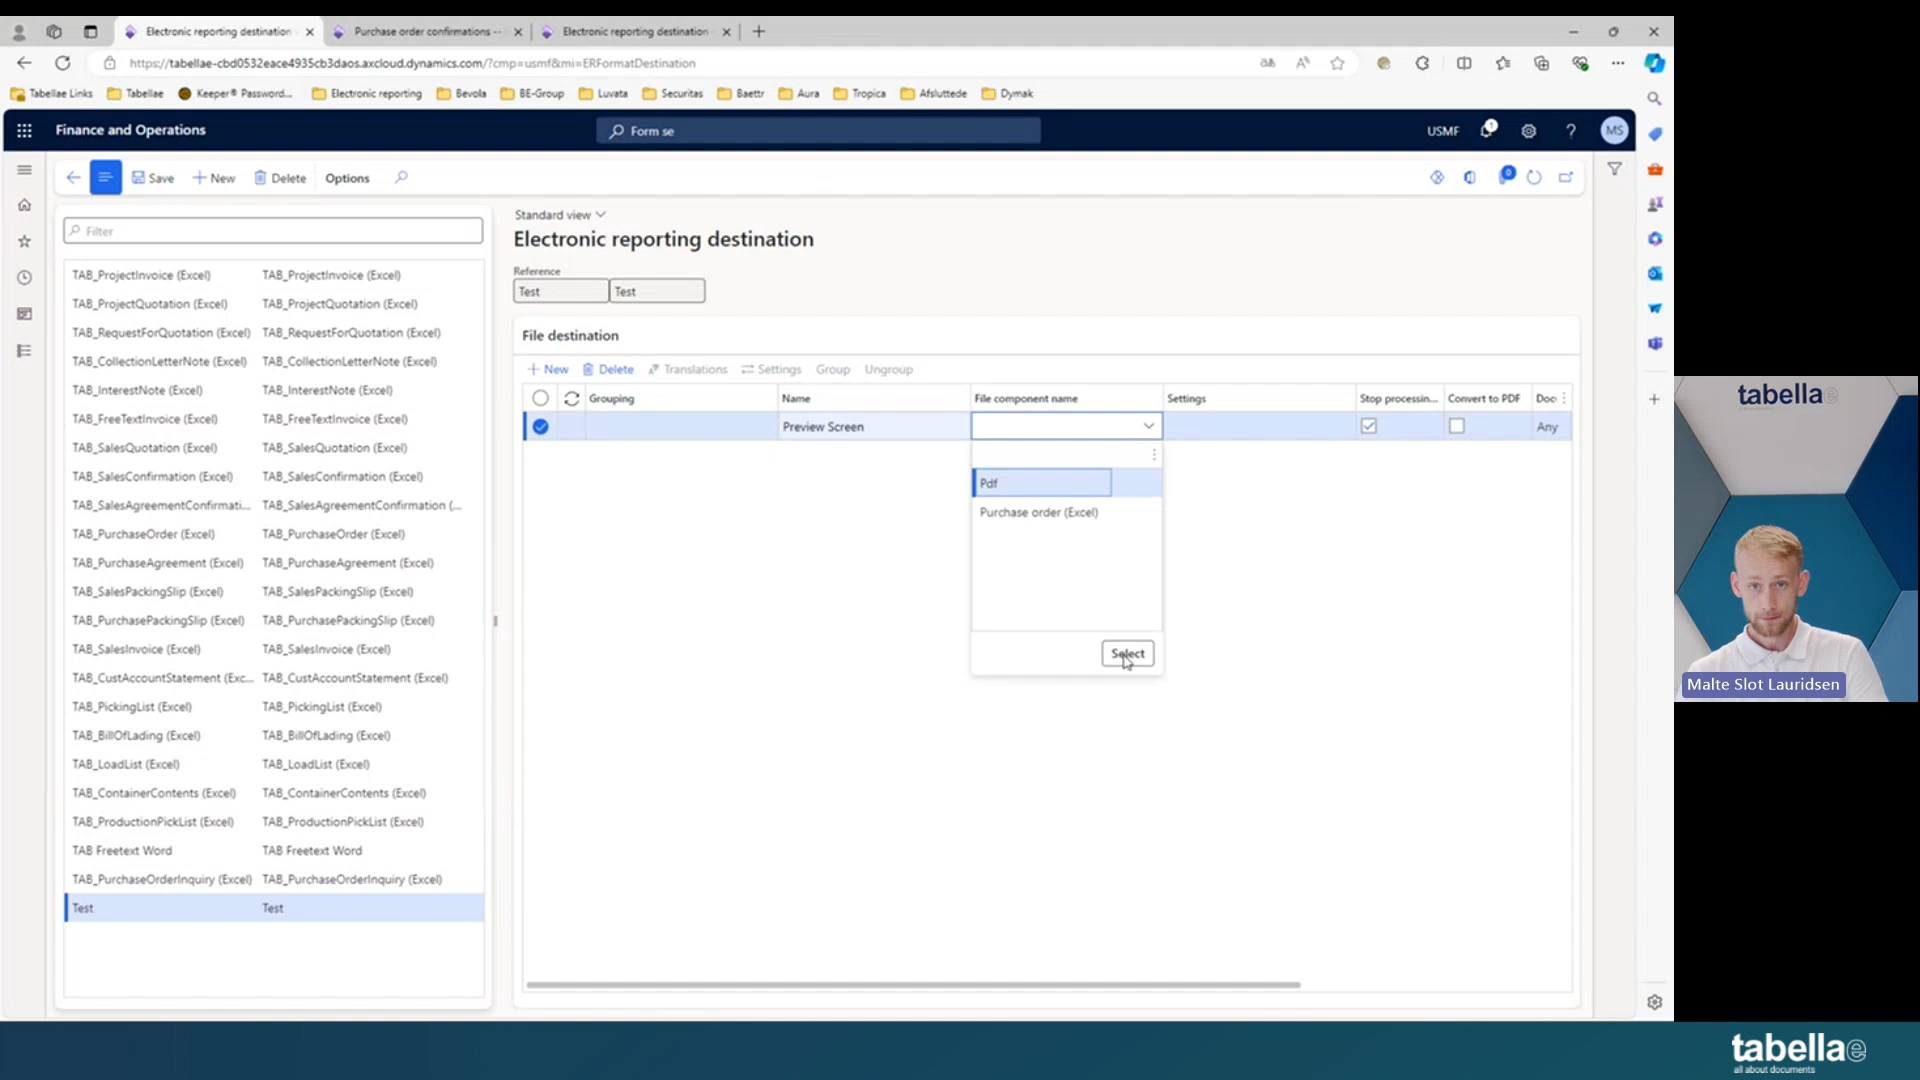 Electronic reporting destination
Purchase order confirmations --
Electronic reporting destination
https://tabellae-cbd0532eace4935cb3daos.axcloud.dynamics.com/?cmp=usmf&mi=ERFormatDestination
Tabellae Links
Tabellae
Keeper® Password...
Electronic reporting
Bevola
BE-Group
Luvata
Securitas
Baettr
Aura
Tropica
Afsluttede
Dymak
Finance and Operations
Form se
USMF
1
?
MS
Save
New
Delete
Options
0
Filter
TAB_ProjectInvoice (Excel) TAB_ProjectInvoice (Excel)
TAB_ProjectQuotation (Excel) TAB_ProjectQuotation (Excel)
TAB_RequestForQuotation (Excel) TAB_RequestForQuotation (Excel)
TAB_CollectionLetterNote (Excel) TAB_CollectionLetterNote (Excel)
TAB_InterestNote (Excel) TAB_InterestNote (Excel)
TAB_FreeTextInvoice (Excel) TAB_FreeTextInvoice (Excel)
TAB_SalesQuotation (Excel) TAB_SalesQuotation (Excel)
TAB_SalesConfirmation (Excel) TAB_SalesConfirmation (Excel)
TAB_SalesAgreementConfirmati... TAB_SalesAgreementConfirmation (...
TAB_PurchaseOrder (Excel) TAB_PurchaseOrder (Excel)
TAB_PurchaseAgreement (Excel) TAB_PurchaseAgreement (Excel)
TAB_SalesPackingSlip (Excel) TAB_SalesPackingSlip (Excel)
TAB_PurchasePackingSlip (Excel) TAB_PurchasePackingSlip (Excel)
TAB_SalesInvoice (Excel) TAB_SalesInvoice (Excel)
TAB_CustAccountStatement (Exc... TAB_CustAccountStatement (Excel)
TAB_PickingList (Excel) TAB_PickingList (Excel)
TAB_BillOfLading (Excel) TAB_BillOfLading (Excel)
TAB_LoadList (Excel) TAB_LoadList (Excel)
TAB_ContainerContents (Excel) TAB_ContainerContents (Excel)
TAB_ProductionPickList (Excel) TAB_ProductionPickList (Excel)
TAB Freetext Word TAB Freetext Word
TAB_PurchaseOrderInquiry (Excel) TAB_PurchaseOrderInquiry (Excel)
Test Test
Standard view
Electronic reporting destination
Reference
Test Test
File destination
New Delete Translations Settings Group Ungroup
Grouping Name File component name Settings Stop processin... Convert to PDF Doc
Preview Screen Any
Pdf
Purchase order (Excel)
Select
tabellae
Malte Slot Lauridsen
tabellae
all about documents